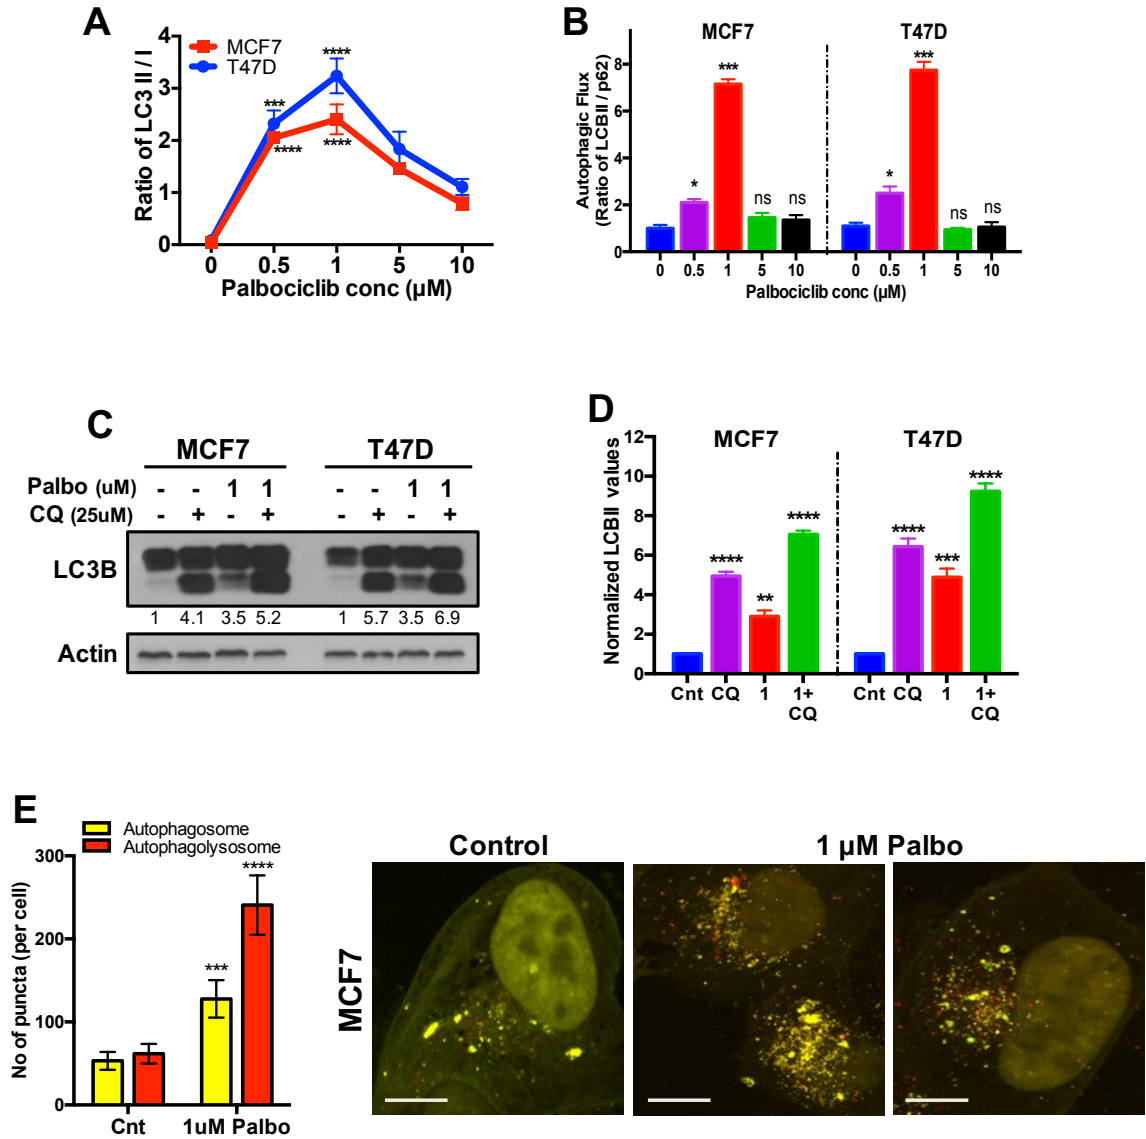 A
MCF7
T47D
Ratio of LC3 II / I
4
3
2
1
0
****
***
****
****
0 0.5 1 5 10
Palbociclib conc (µM)
B
MCF7 T47D
Autophagic Flux
(Ratio of LCBII / p62)
8
6
4
2
0
* *** ns ns * *** ns ns
0 0.5 1 5 10 0 0.5 1 5 10
Palbociclib conc (µM)
C
MCF7 T47D
Palbo (uM) - - 1 1 - - 1 1
CQ (25uM) - + - + - + - +
LC3B
1 4.1 3.5 5.2 1 5.7 3.5 6.9
Actin
D
MCF7 T47D
Normalized LCBII values
12
10
8
6
4
2
0
**** ** **** **** *** ****
Cnt CQ 1 1+ Cnt CQ 1 1+
CQ CQ
E
Autophagosome
Autophagolysosome
No of puncta (per cell)
300
200
100
0
*** ****
Cnt 1uM Palbo
Control 1 µM Palbo
MCF7